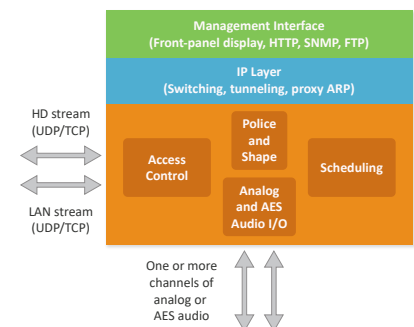 Management Interface
(Front-panel display, HTTP, SNMP, FTP)
IP Layer
(Switching, tunneling, proxy ARP)
HD stream
(UDP/TCP)
LAN stream
(UDP/TCP)
Access
Control
Police
and
Shape
Analog
and AES
Audio I/O
Scheduling
One or more
channels of
analog or
AES audio